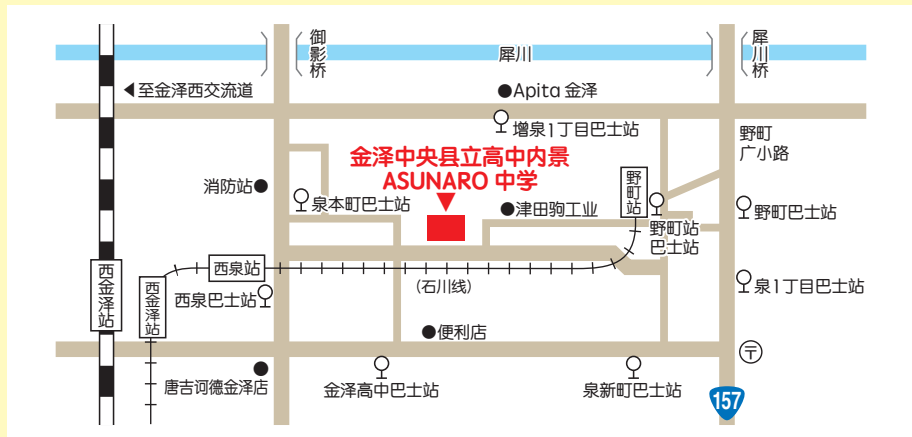 御影桥
犀川
犀川桥
◀至金泽西交流道
●Apita 金泽
增泉1丁目巴士站
野町
广小路
金泽中央县立高中内景
ASUNARO 中学
消防站●
泉本町巴士站
●津田驹工业
野町站
野町站
巴士站
野町巴士站
西金泽站
西金泽站
西泉站
西泉巴士站
(石川线)
泉1丁目巴士站
●便利店
〒
唐吉诃德金泽店
金泽高中巴士站
泉新町巴士站
157